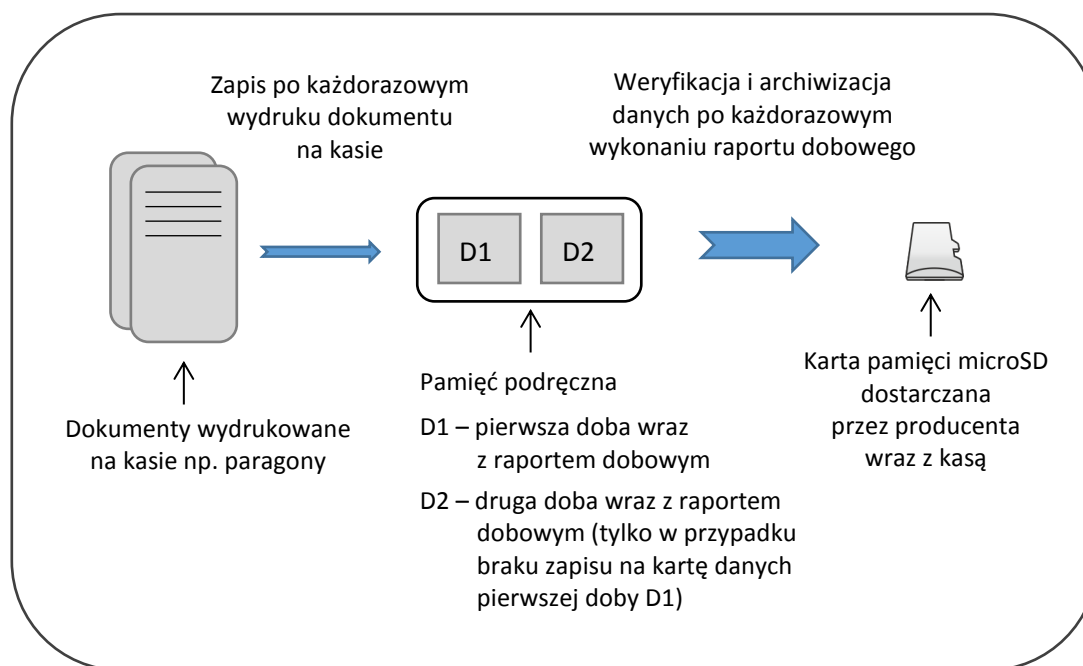 Zapis po każdorazowym
wydruku dokumentu
na kasie
Weryfikacja i archiwizacja
danych po każdorazowym
wykonaniu raportu dobowego
D1
D2
Dokumenty wydrukowane
na kasie np. paragony
Pamięć podręczna
D1 – pierwsza doba wraz
z raportem dobowym
D2 – druga doba wraz z raportem
dobowym (tylko w przypadku
braku zapisu na kartę danych
pierwszej doby D1)
Karta pamięci microSD
dostarczana
przez producenta
wraz z kasą